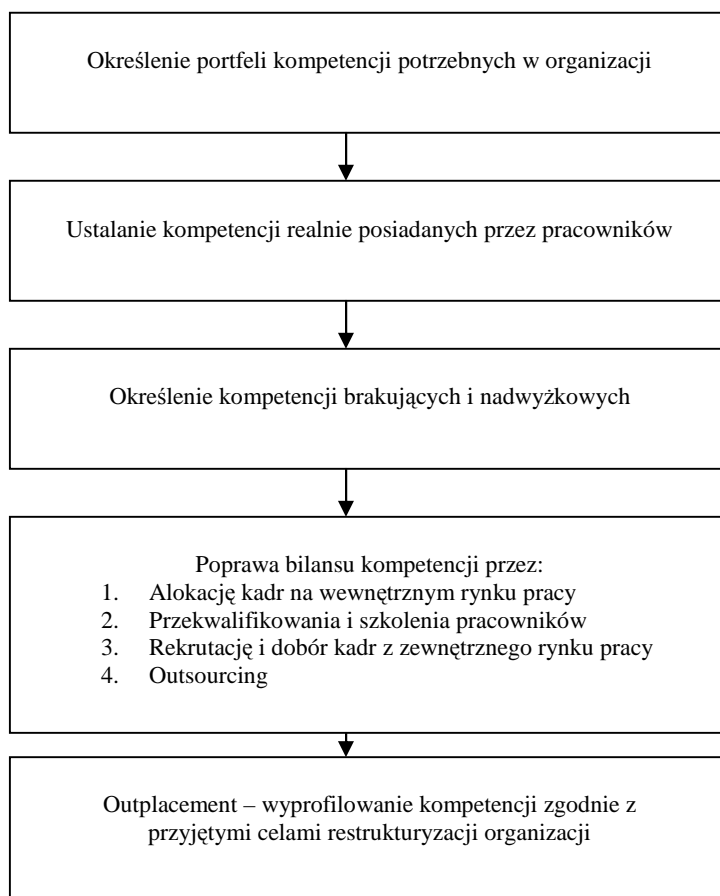 Określenie portfeli kompetencji potrzebnych w organizacji
Ustalanie kompetencji realnie posiadanych przez pracowników
Określenie kompetencji brakujących i nadwyżkowych
Poprawa bilansu kompetencji przez:
1. Alokację kadr na wewnętrznym rynku pracy
2. Przekwalifikowania i szkolenia pracowników
3. Rekrutację i dobór kadr z zewnętrznego rynku pracy
4. Outsourcing
Outplacement – wyprofilowanie kompetencji zgodnie z
przyjętymi celami restrukturyzacji organizacji